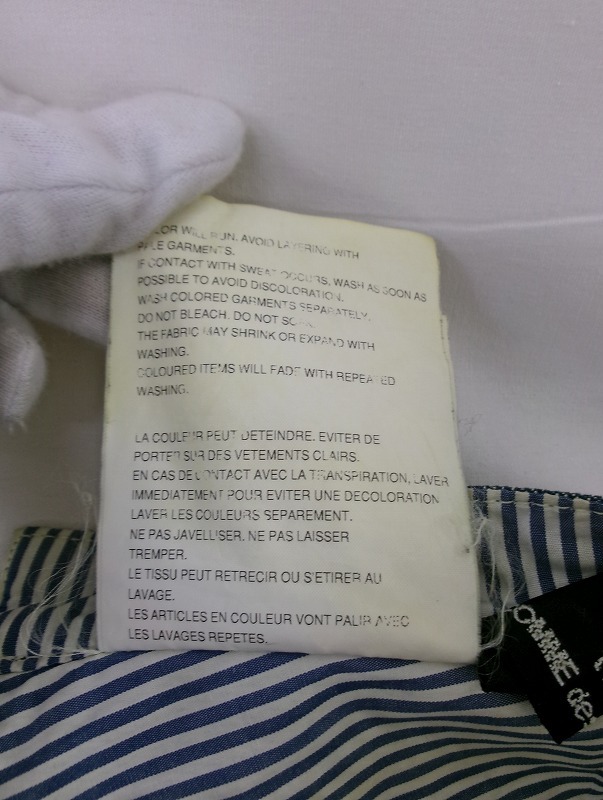 WILL RUN. AVOID LAYERING WITH
PALE GARMENTS.
IF CONTACT WITH SWEAT OCCURS, WASH AS SOON AS
POSSIBLE TO AVOID DISCOLORATION.
WASH COLORED GARMENTS SEPARATELY.
DO NOT BLEACH. DO NOT
THE FABRIC MAY SHRINK OR EXPAND WITH
WASHING.
COLOURED ITEMS WILL FADE WITH REPEATED
WASHING.
LA COULEUR PEUT DETEINDRE. EVITER DE
PORTER SUR DES VETEMENTS CLAIRS.
EN CAS DE CONTACT AVEC LA TRANSPIRATION, LAVER
IMMEDIATEMENT POUR EVITER UNE DECOLORATION
LAVER LES COULEURS SEPAREMENT.
NE PAS JAVELLISER. NE PAS LAISSER
TREMPER.
LE TISSU PEUT RETRECIR OU S'ETIRER AU
LAVAGE.
LES ARTICLES EN COULEUR VONT PALIR AVEC
LES LAVAGES REPETES.
de